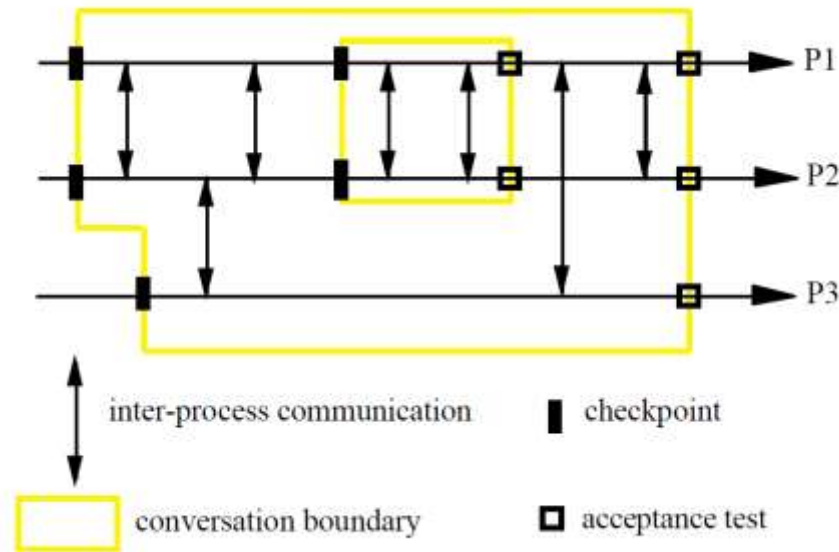 P1
P2
P3
inter-process communication
checkpoint
conversation boundary
acceptance test